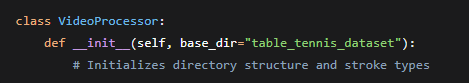 class VideoProcessor:
    def __init__(self, base_dir="table_tennis_dataset"):
        # Initializes directory structure and stroke types